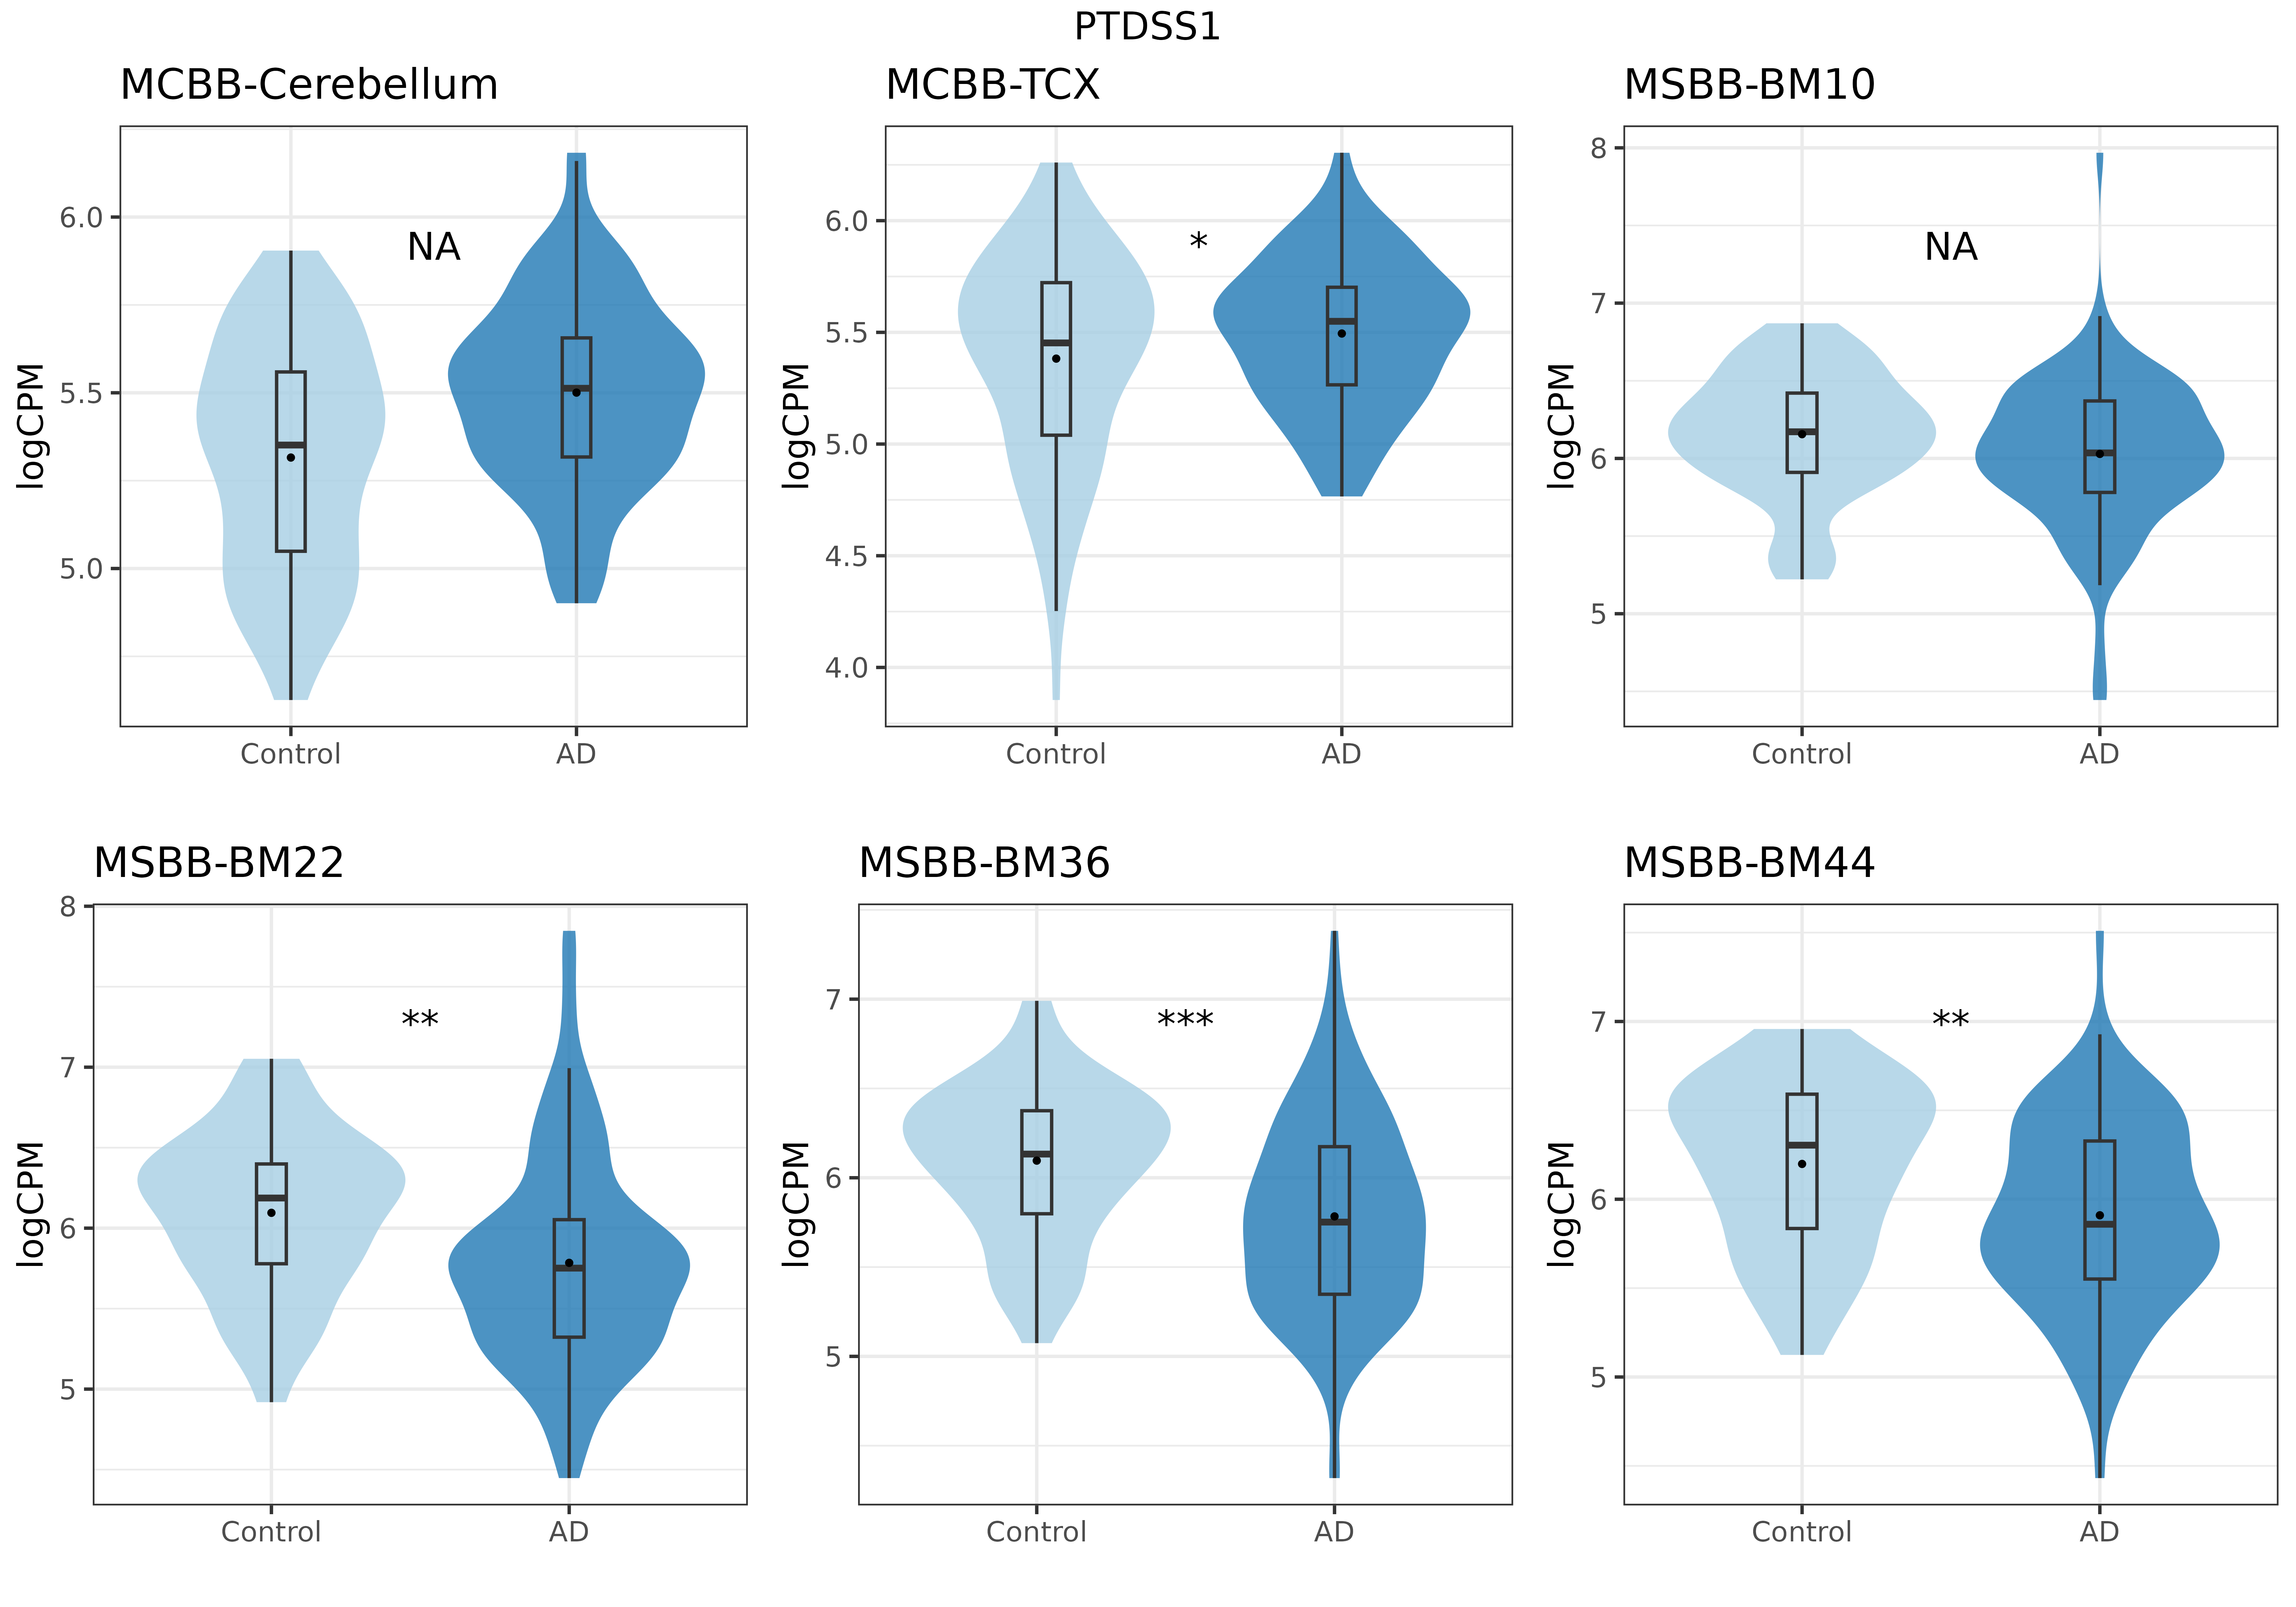 PTDSS1
MCBB-Cerebellum
logCPM
6.0
5.5
5.0
NA
Control
AD
MCBB-TCX
logCPM
6.0
5.5
5.0
4.5
4.0
*
Control
AD
MSBB-BM10
logCPM
8
7
6
5
NA
Control
AD
MSBB-BM22
logCPM
8
7
6
5
**
Control
AD
MSBB-BM36
logCPM
7
6
5
***
Control
AD
MSBB-BM44
logCPM
7
6
5
**
Control
AD